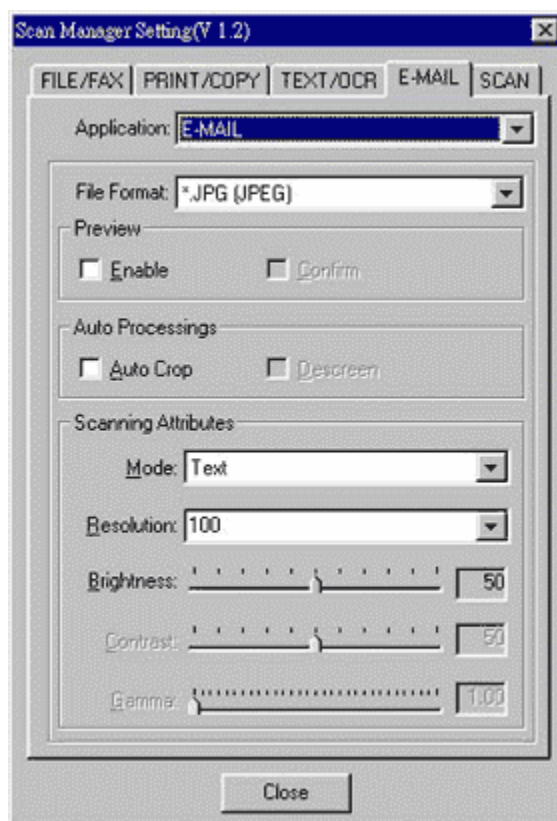 Scan Manager Setting(V 1.2)
FILE/FAX PRINT/COPY TEXT/OCR E-MAIL SCAN
Application: E-MAIL
File Format: *.JPG (JPEG)
Preview
Enable Confirm
Auto Processings
Auto Crop Descreen
Scanning Attributes
Mode: Text
Resolution: 100
Brightness: 50
Contrast: 50
Gamma: 1.00
Close